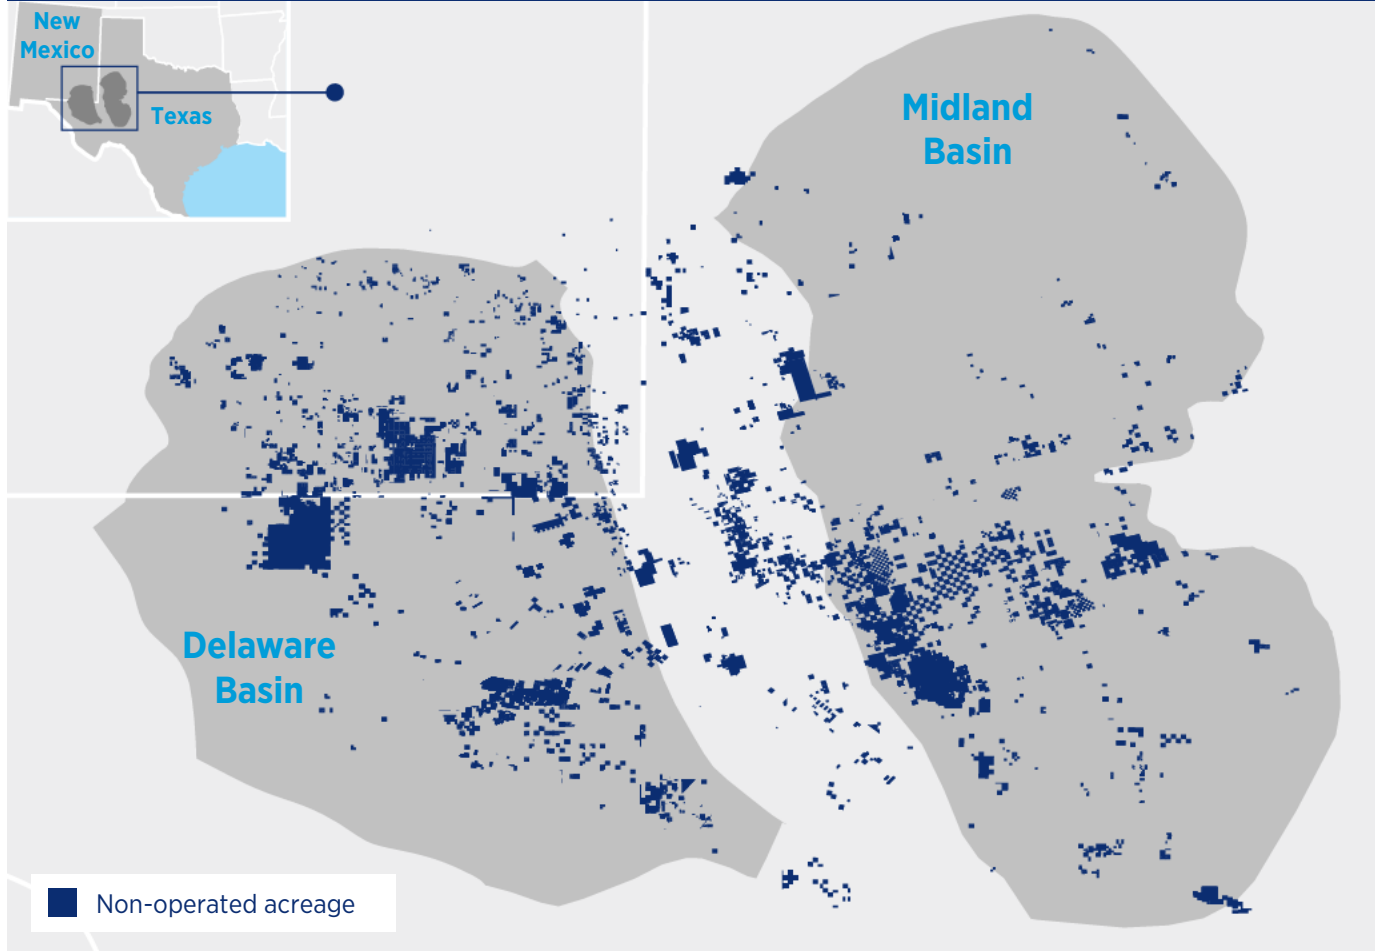 New
Mexico
Texas
Midland
Basin
Delaware
Basin
Non-operated acreage